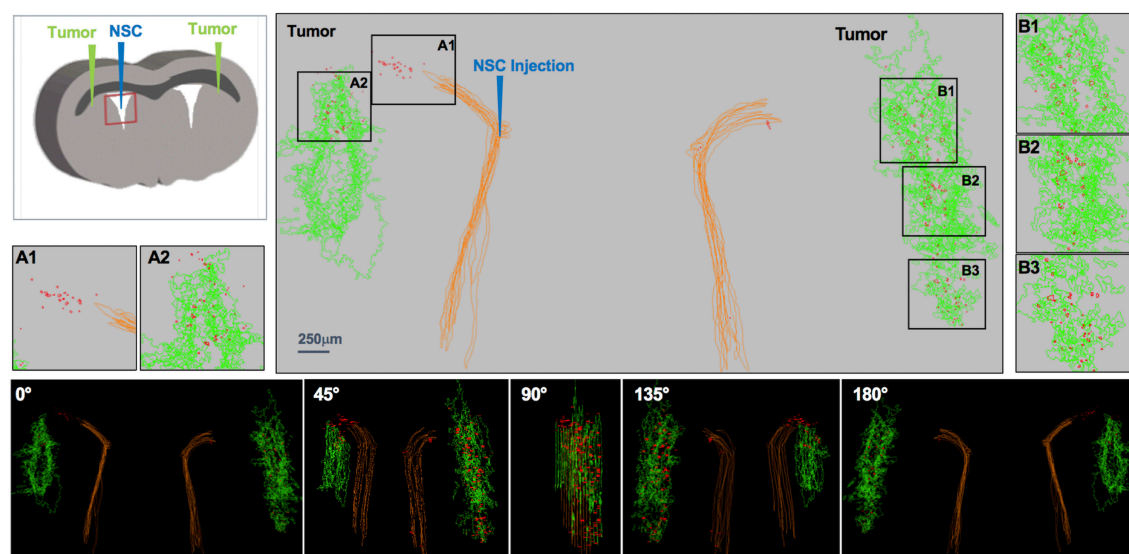 Tumor NSC Tumor
Tumor
A1
A2
NSC Injection
Tumor
B1
B2
B3
250μm
B1
B2
B3
A1
A2
0°
45°
90°
135°
180°